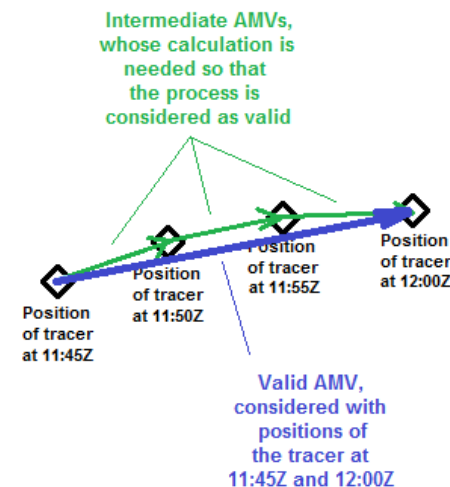 Intermediate AMVs,
whose calculation is
needed so that
the process is
considered as valid
Position
of tracer
at 11:45Z
Position
of tracer
at 11:50Z
Position
of tracer
at 11:55Z
Position
of tracer
at 12:00Z
Valid AMV,
considered with
positions of
the tracer at
11:45Z and 12:00Z